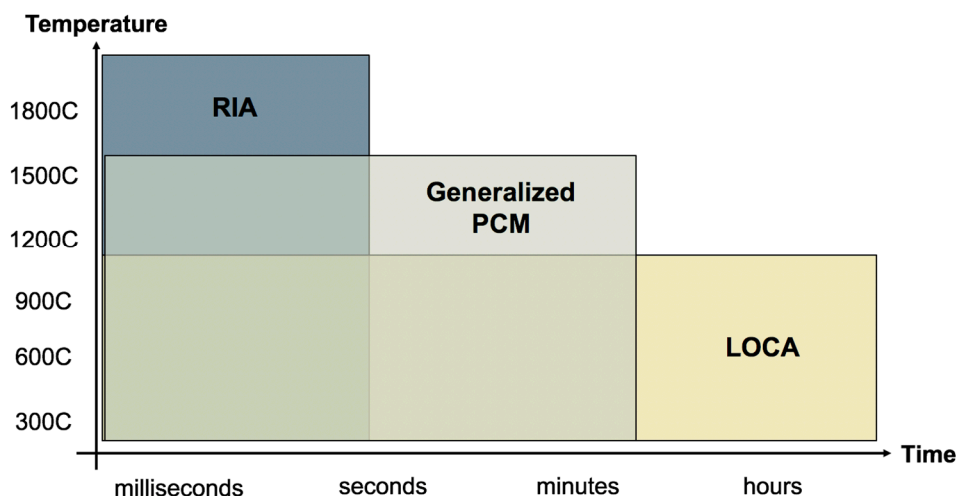 Temperature
1800C
RIA
1500C
Generalized
PCM
1200C
900C
LOCA
600C
300C
Time
milliseconds seconds minutes hours